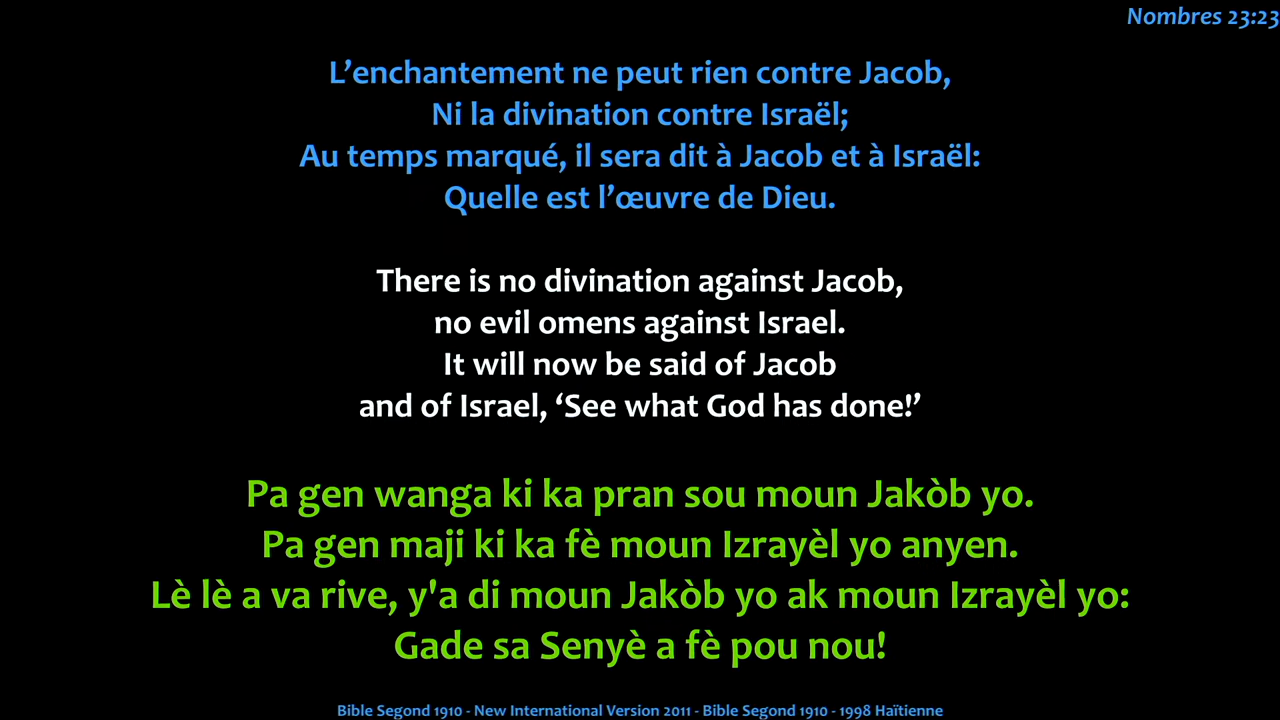 Nombres 23:23
L’enchantement ne peut rien contre Jacob,
Ni la divination contre Israël;
Au temps marqué, il sera dit à Jacob et à Israël:
Quelle est l’œuvre de Dieu.
There is no divination against Jacob,
no evil omens against Israel.
It will now be said of Jacob
and of Israel, ‘See what God has done!’
Pa gen wanga ki ka pran sou moun Jakòb yo.
Pa gen maji ki ka fè moun Izrayèl yo anyen.
Lè lè a va rive, y'a di moun Jakòb yo ak moun Izrayèl yo:
Gade sa Senyè a fè pou nou!
Bible Segond 1910 - New International Version 2011 - Bible Segond 1910 - 1998 Haïtienne